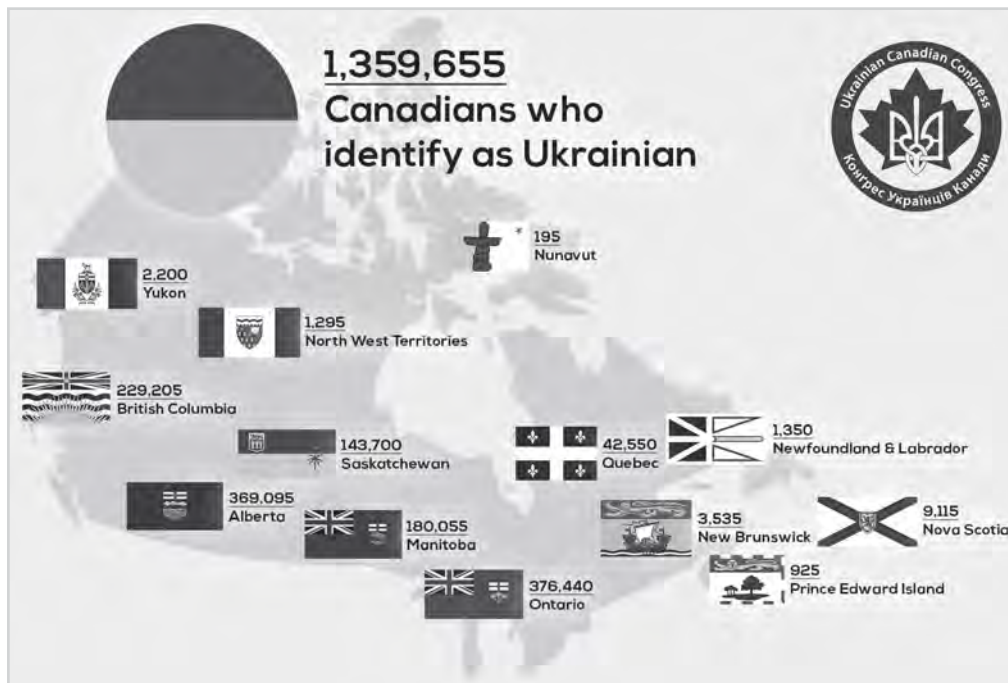 1,359,655
Canadians who
identify as Ukrainian
Ukrainian Canadian Congress
Конґрес Українців Канади
195
Nunavut
2,200
Yukon
1,295
North West Territories
229,205
British Columbia
143,700
Saskatchewan
42,550
Quebec
1,350
Newfoundland & Labrador
369,095
Alberta
180,055
Manitoba
3,535
New Brunswick
9,115
Nova Scotia
376,440
Ontario
925
Prince Edward Island